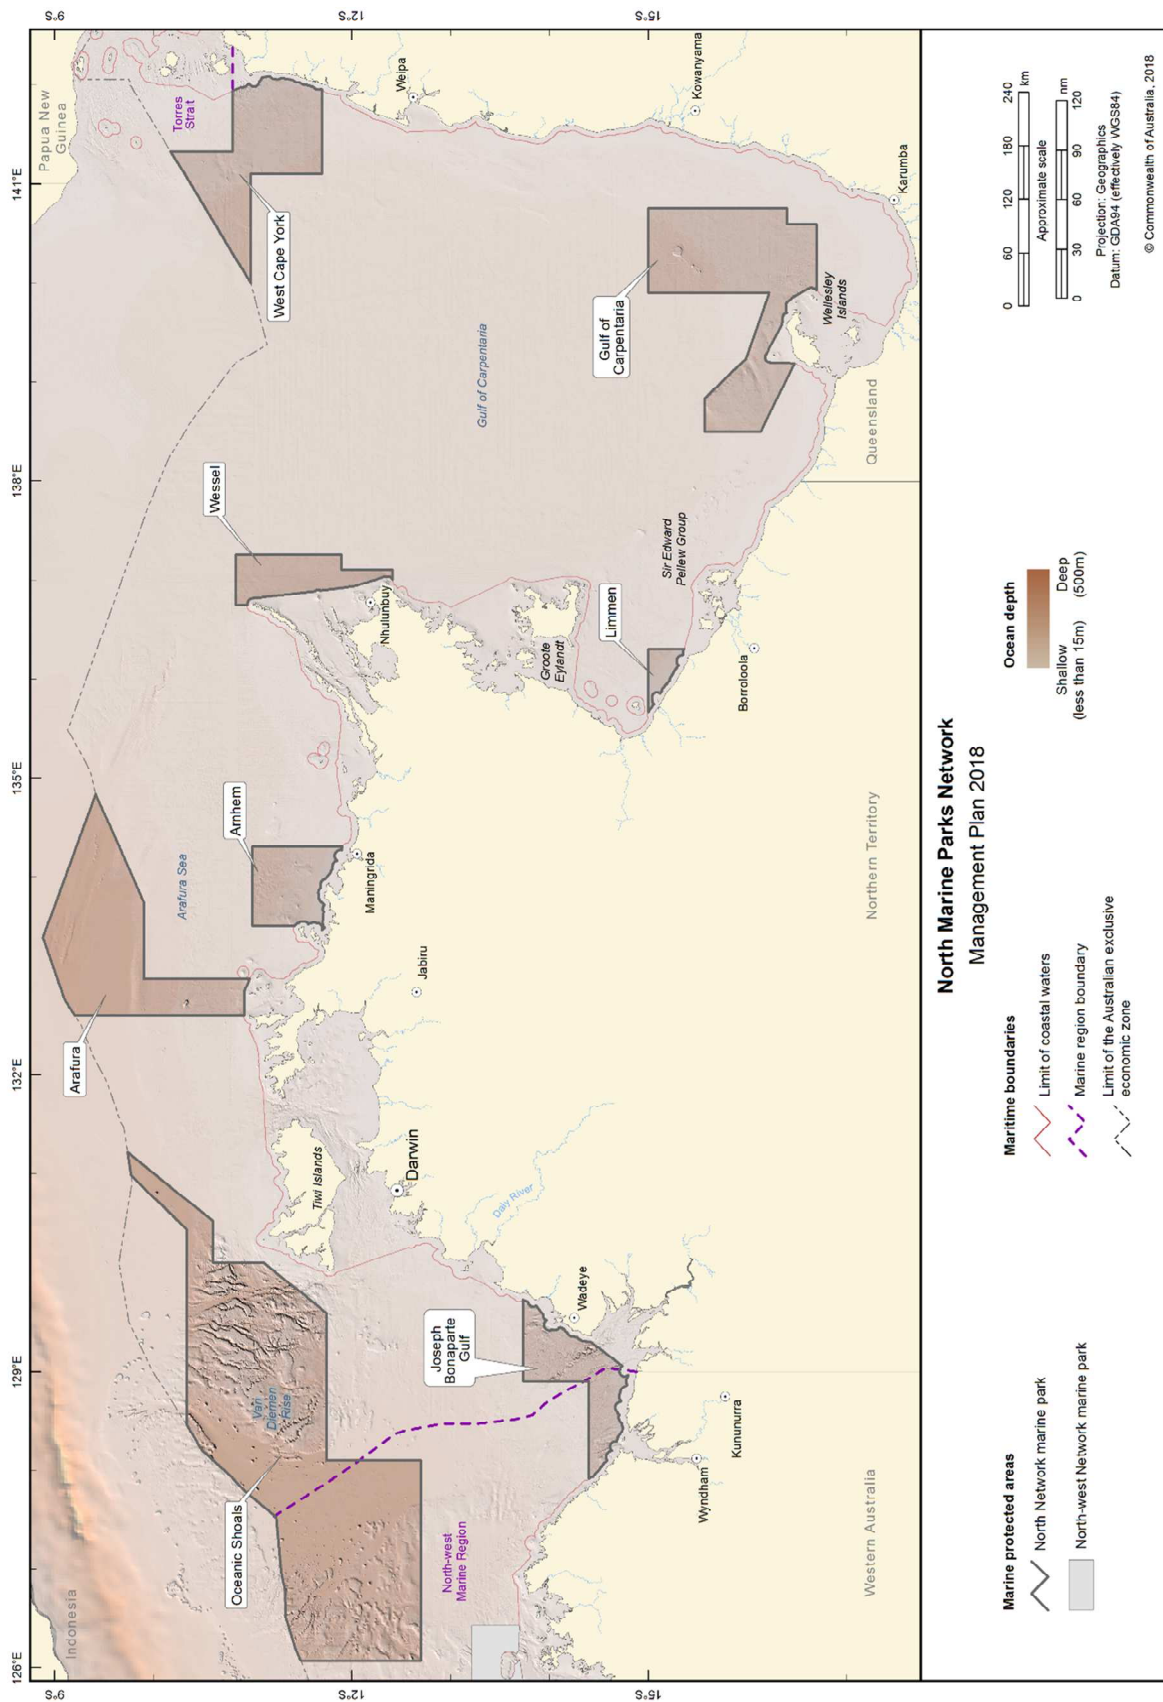 126°E
129°E
132°E
135°E
138°E
141°E
9°S
9°S
12°S
12°S
15°S
15°S
Indonesia
Papua New
Guinea
Torres
Strait
Arafura
Arafura Sea
Arnhem
Wessel
West Cape York
Oceanic Shoals
Van
Diemen
Rise
Tiwi Islands
Darwin
Jabiru
Maningrida
Nhulunbuy
Gulf of Carpentaria
Weipa
North-west
Marine Region
Joseph
Bonaparte
Gulf
Wadeye
Daly River
Groote
Eylandt
Limmen
Sir Edward
Pellew Group
Gulf of
Carpentaria
Wellesley
Islands
Kowanyama
Karumba
Wyndham
Kununurra
Borroloola
Western Australia
Northern Territory
Queensland
North Marine Parks Network
Management Plan 2018
Marine protected areas
North Network marine park
North-west Network marine park
Maritime boundaries
Limit of coastal waters
Marine region boundary
Limit of the Australian exclusive
economic zone
Ocean depth
Shallow Deep
(less than 15m) (500m)
0 60 120 180 240
km
Approximate scale
nm
0 30 60 90 120
Projection: Geographics
Datum: GDA94 (effectively WGS84)
© Commonwealth of Australia, 2018